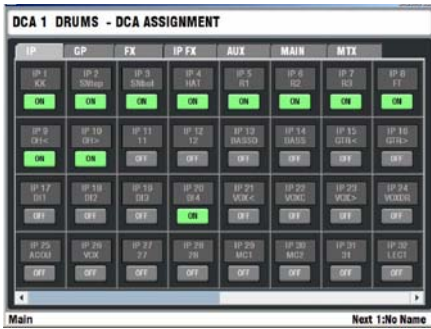 DCA 1 DRUMS - DCA ASSIGNMENT
IP GP FX IP FX AUX MAIN MTX
IP 1 IP 2 IP 3 IP 4 IP 5 IP 6 IP 7 IP 8
KK SNtop SNbot HAT R1 R2 R3 FT
ON ON ON ON ON ON ON ON
IP 9 IP 10 IP 11 IP 12 IP 13 IP 14 IP 15 IP 16
OH< OH> 11 12 BASSD BASS GTR< GTR>
ON ON OFF OFF OFF OFF OFF OFF
IP 17 IP 18 IP 19 IP 20 IP 21 IP 22 IP 23 IP 24
DI1 DI2 DI3 DI4 VOX< VOXC VOX> VOXDR
OFF OFF OFF ON OFF OFF OFF OFF
IP 25 IP 26 IP 27 IP 28 IP 29 IP 30 IP 31 IP 32
VOX 27 28 MC1 MC2 31 LECT
OFF OFF OFF OFF OFF OFF OFF OFF
Main Next 1:No Name